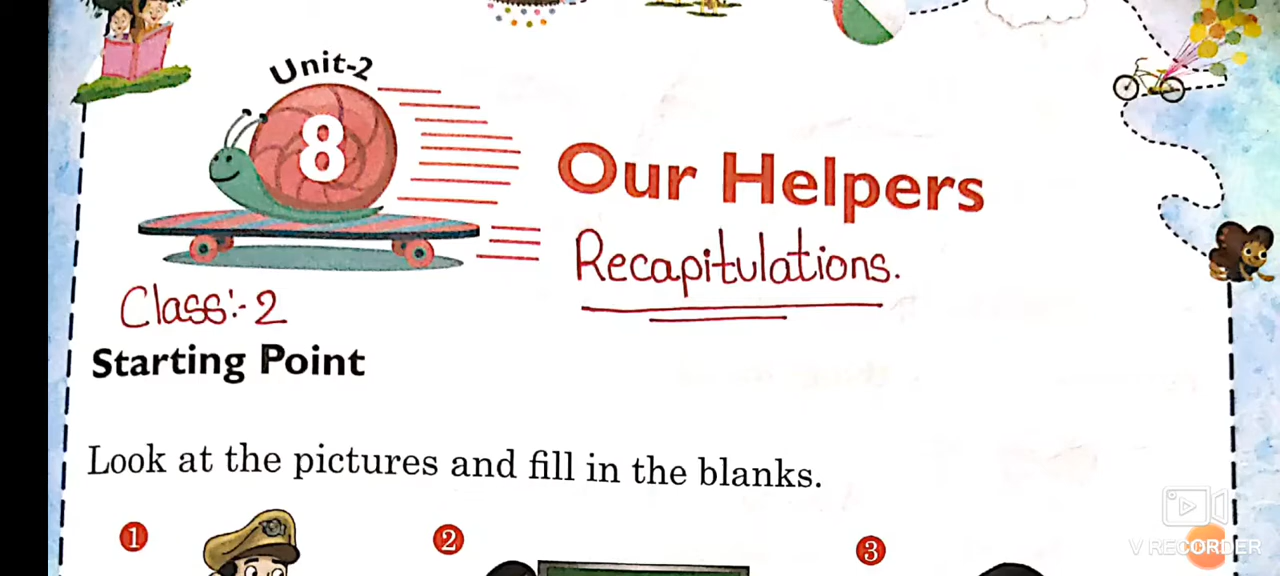 Unit-2
8
Our Helpers
Recapitulations.
Class:- 2
Starting Point
Look at the pictures and fill in the blanks.
1 2 3
V RECORDER